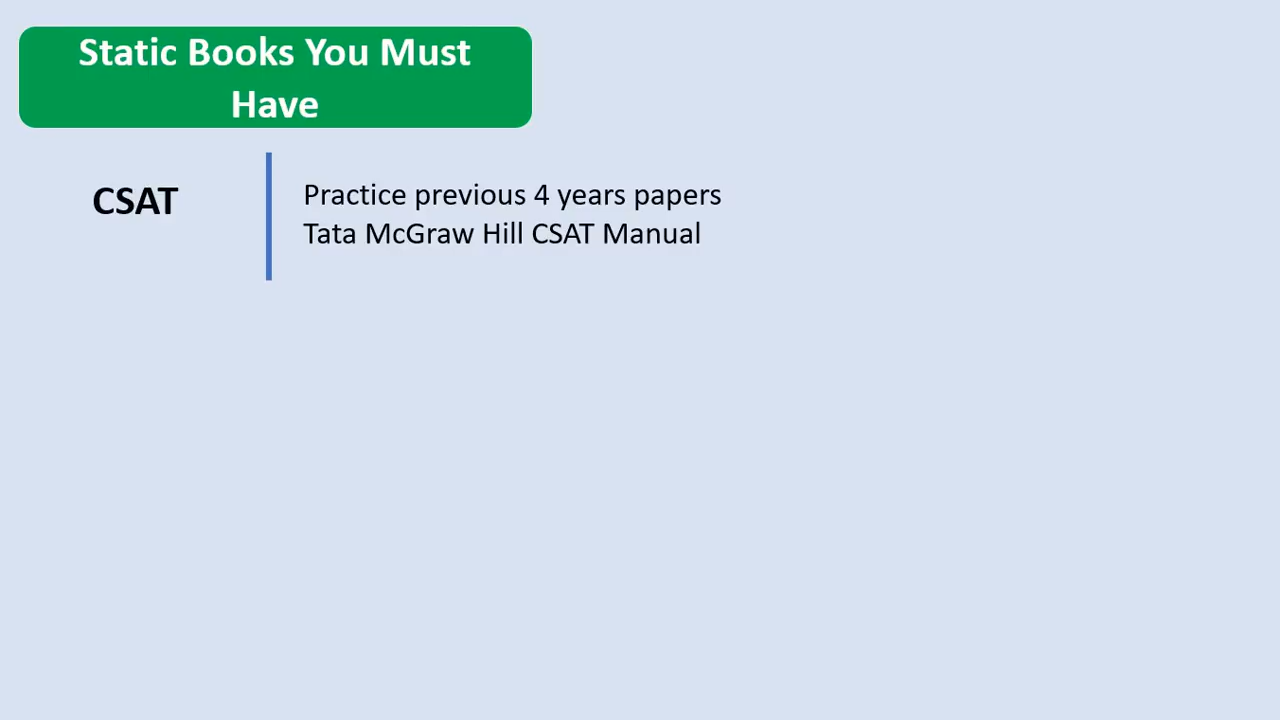 Static Books You Must
Have
CSAT
Practice previous 4 years papers
Tata McGraw Hill CSAT Manual